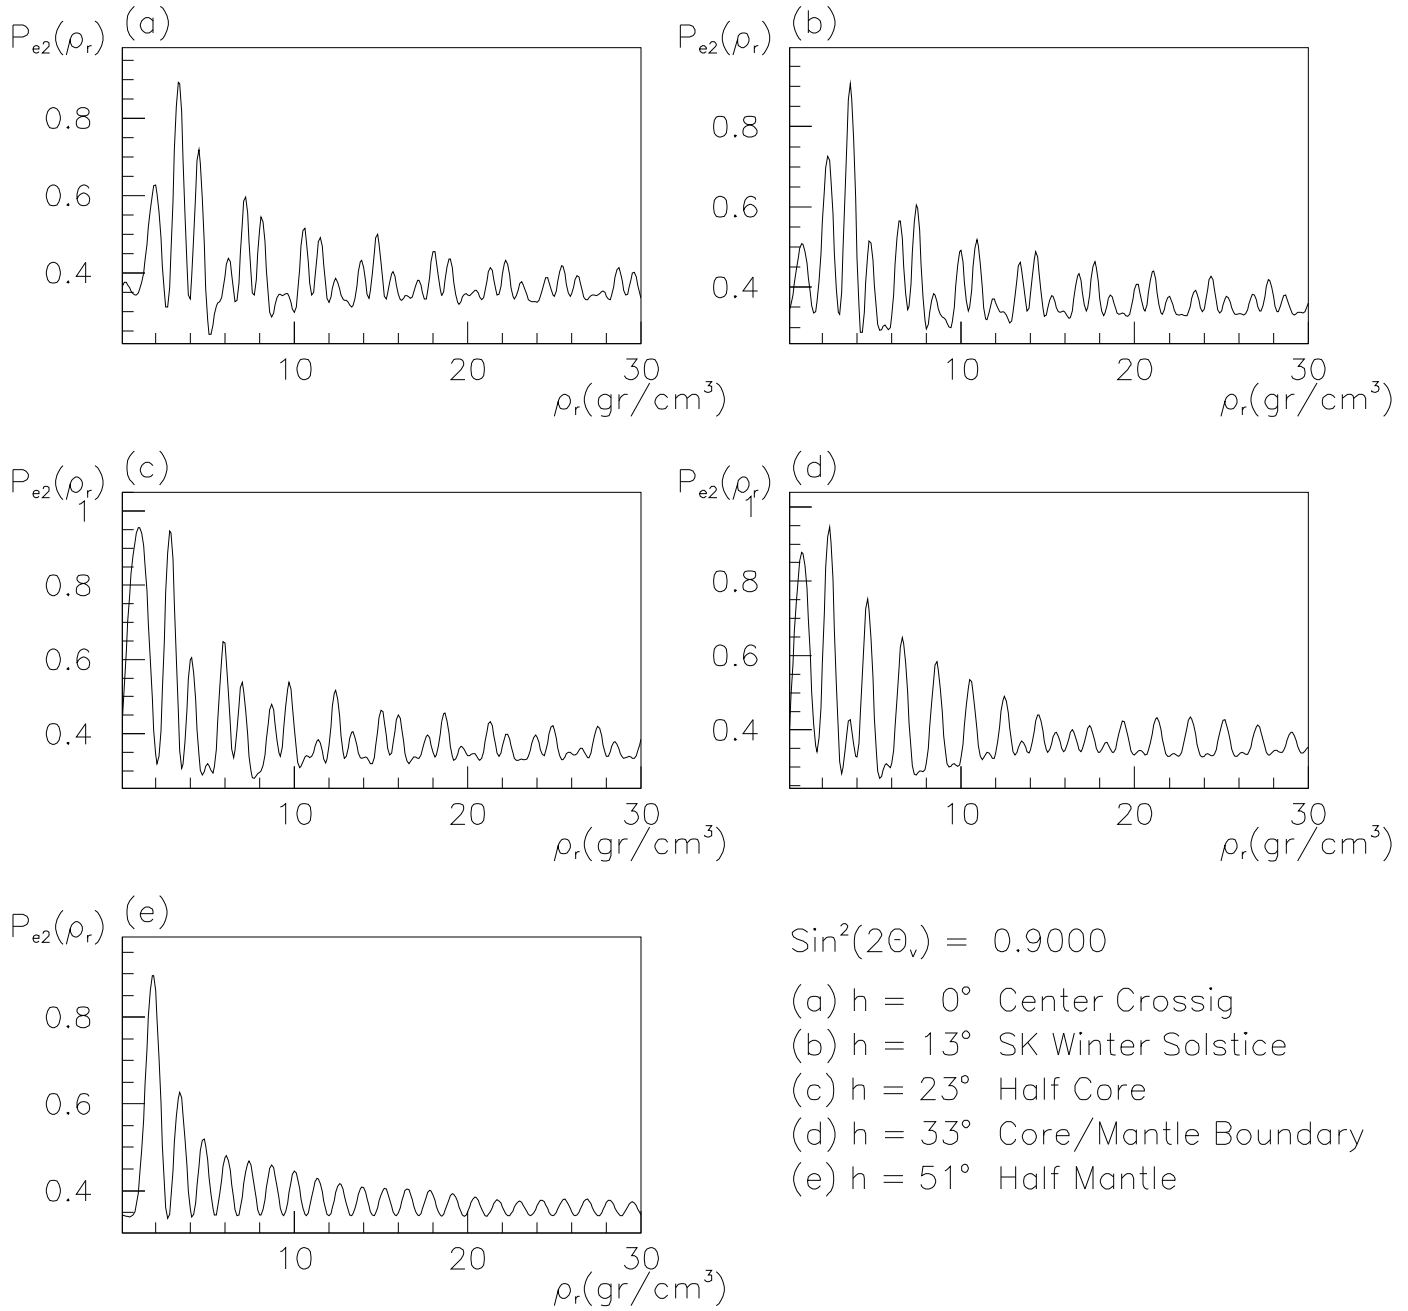 P_e2(ρ_r) (a)
0.8
0.6
0.4
10 20 30
ρ_r(gr/cm³)
P_e2(ρ_r) (b)
0.8
0.6
0.4
10 20 30
ρ_r(gr/cm³)
P_e2(ρ_r) (c)
1
0.8
0.6
0.4
10 20 30
ρ_r(gr/cm³)
P_e2(ρ_r) (d)
1
0.8
0.6
0.4
10 20 30
ρ_r(gr/cm³)
P_e2(ρ_r) (e)
0.8
0.6
0.4
10 20 30
ρ_r(gr/cm³)
Sin²(2Θ_v) = 0.9000
(a) h = 0° Center Crossig
(b) h = 13° SK Winter Solstice
(c) h = 23° Half Core
(d) h = 33° Core/Mantle Boundary
(e) h = 51° Half Mantle